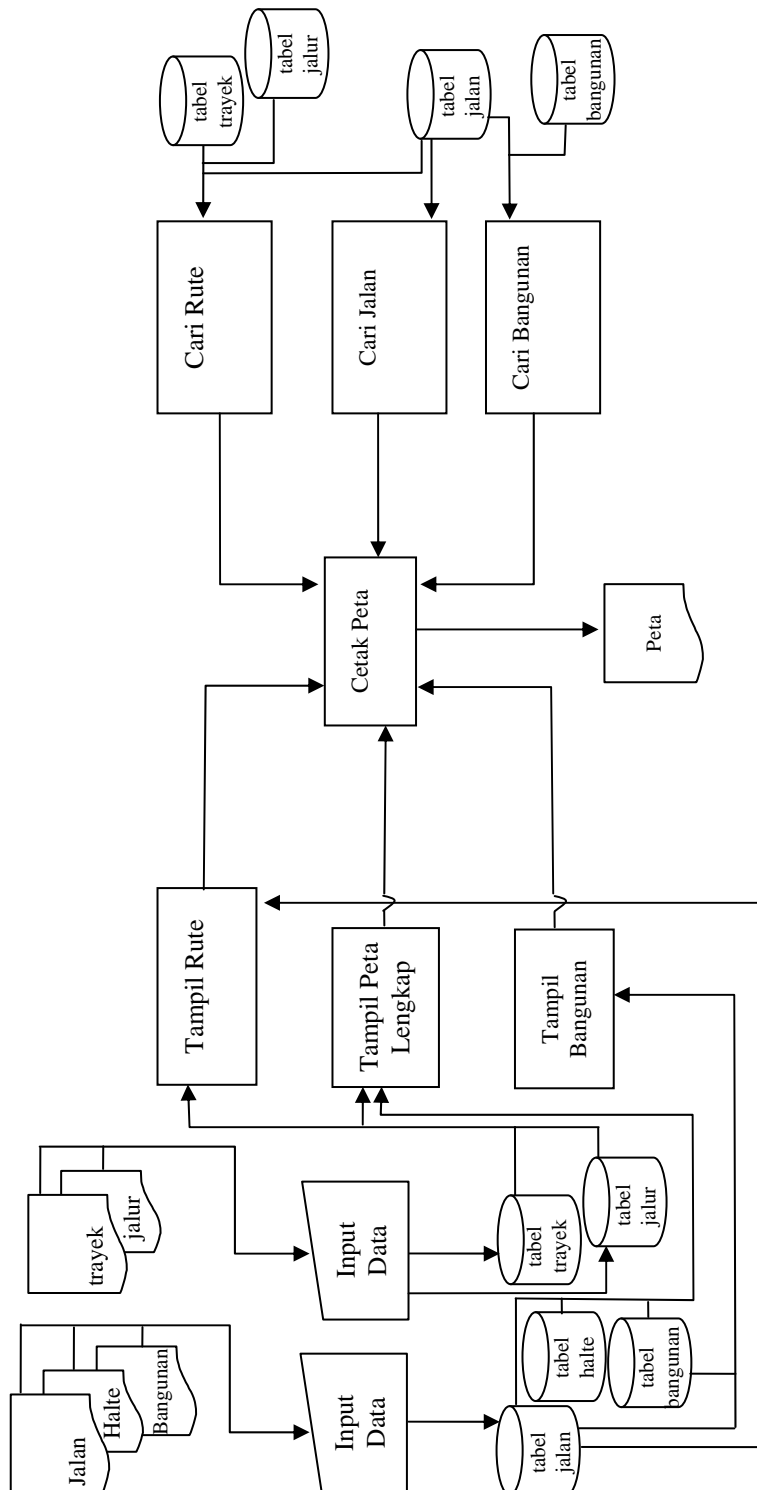 Jalan
Halte
Bangunan
trayek
jalur
Tampil Rute
Cari Rute
tabel
trayek
tabel
jalur
Input
Data
Input
Data
Tampil Peta
Lengkap
Cetak Peta
Cari Jalan
tabel
jalan
tabel
jalan
tabel
halte
tabel
bangunan
tabel
trayek
tabel
jalur
Tampil
Bangunan
Peta
Cari Bangunan
tabel
bangunan